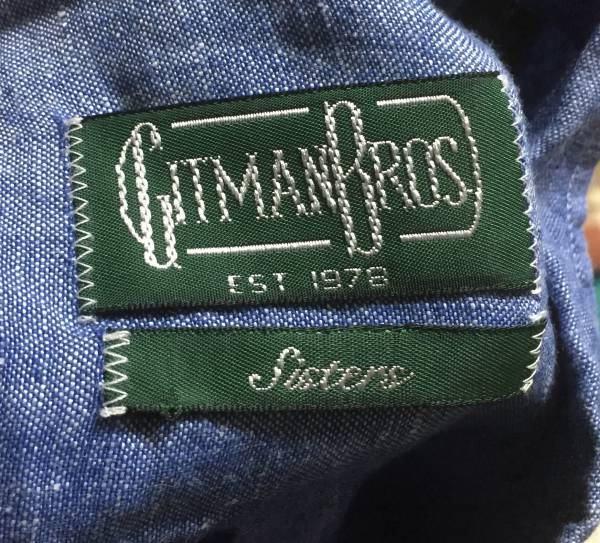 GITMAN BROS.
EST 1978
Sisters